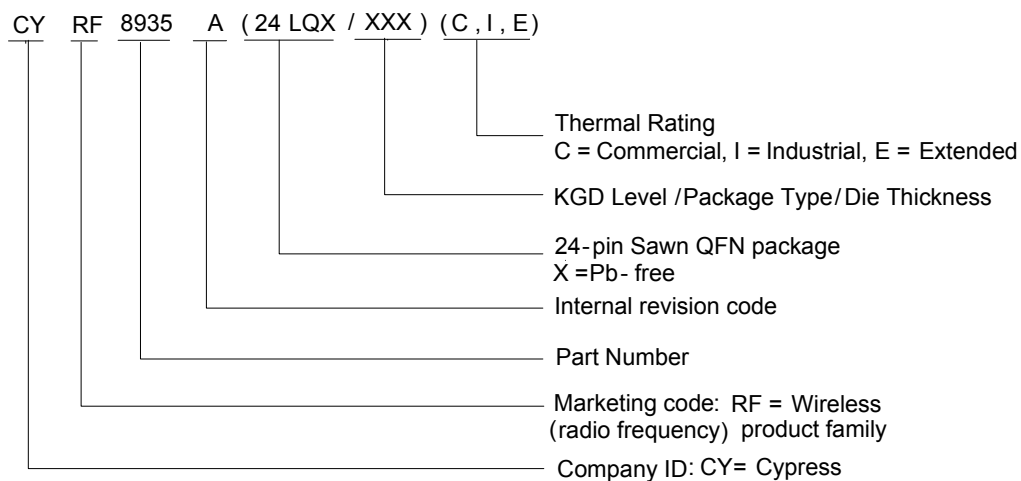 CY RF 8935 A (24 LQX / XXX) (C, I, E)
Thermal Rating
C = Commercial, I = Industrial, E = Extended
KGD Level /Package Type/Die Thickness
24-pin Sawn QFN package
X =Pb-free
Internal revision code
Part Number
Marketing code: RF = Wireless
(radio frequency) product family
Company ID: CY= Cypress